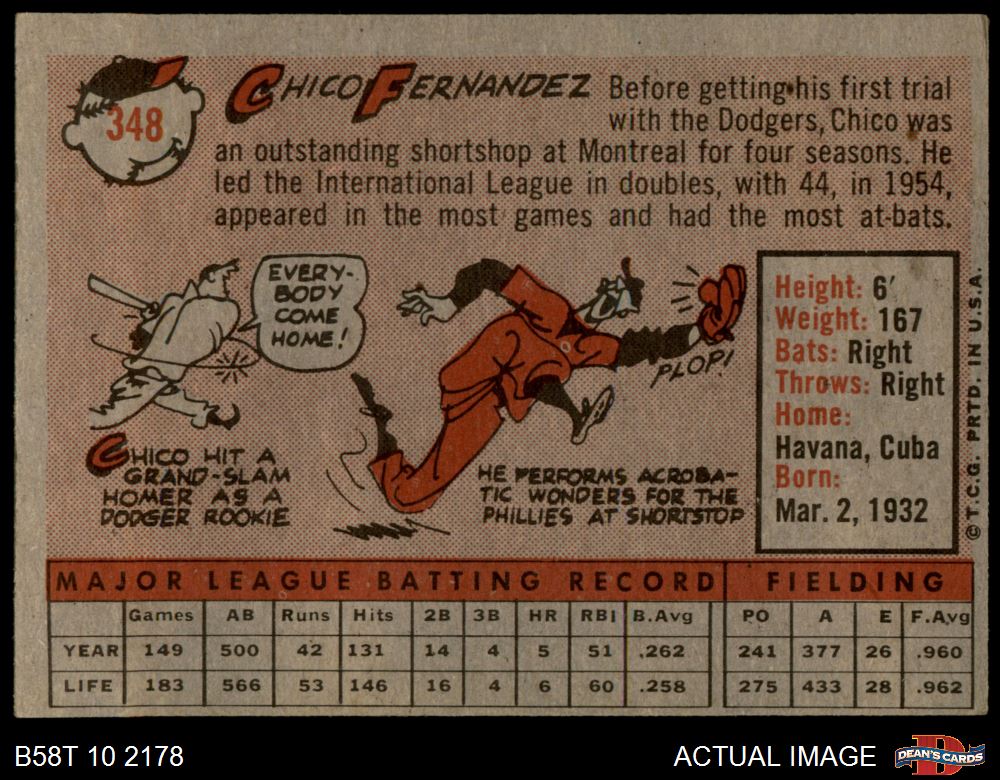 348
CHICO FERNANDEZ
Before getting his first trial
with the Dodgers, Chico was
an outstanding shortshop at Montreal for four seasons. He
led the International League in doubles, with 44, in 1954,
appeared in the most games and had the most at-bats.
EVERY-
BODY
COME
HOME!
PLOP!
CHICO HIT A
GRAND-SLAM
HOMER AS A
DODGER ROOKIE
HE PERFORMS ACROBA-
TIC WONDERS FOR THE
PHILLIES AT SHORTSTOP
Height: 6'
Weight: 167
Bats: Right
Throws: Right
Home:
Havana, Cuba
Born:
Mar. 2, 1932
© T.C.G. PRTD. IN U.S.A.
MAJOR LEAGUE BATTING RECORD FIELDING
Games AB Runs Hits 2B 3B HR RBI B.Avg PO A E F.Avg
YEAR 149 500 42 131 14 4 5 51 .262 241 377 26 .960
LIFE 183 566 53 146 16 4 6 60 .258 275 433 28 .962
B58T 10 2178
ACTUAL IMAGE
D
DEAN'S CARDS